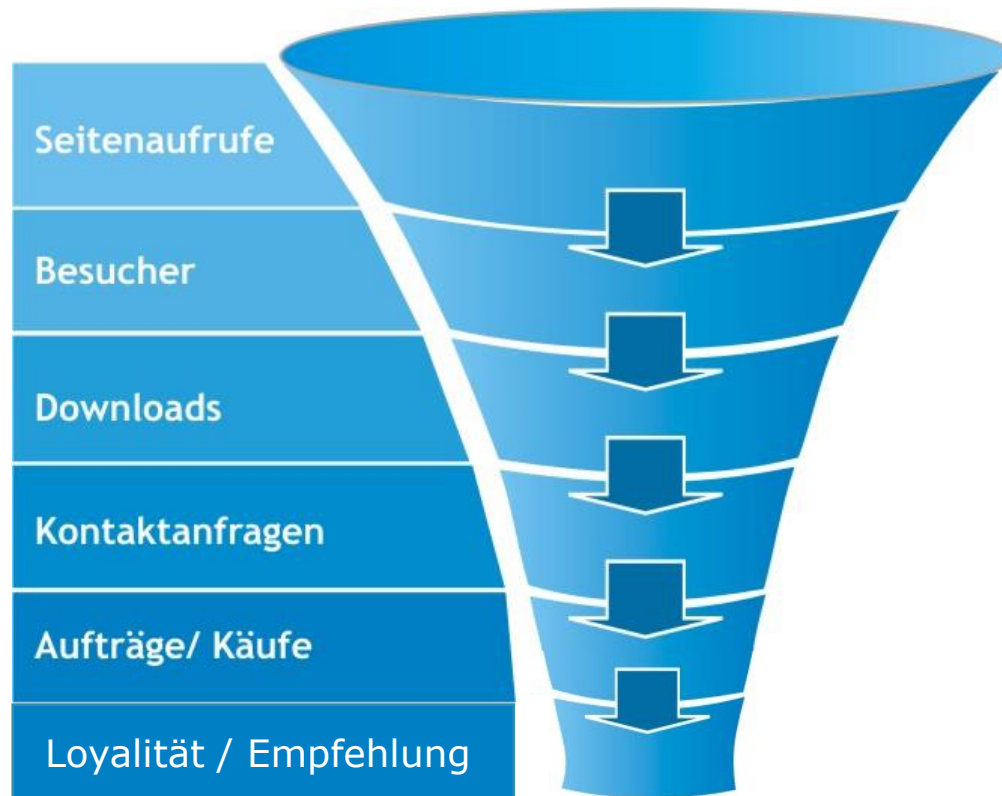 Seitenaufrufe
Besucher
Downloads
Kontaktanfragen
Aufträge/ Käufe
Loyalität / Empfehlung